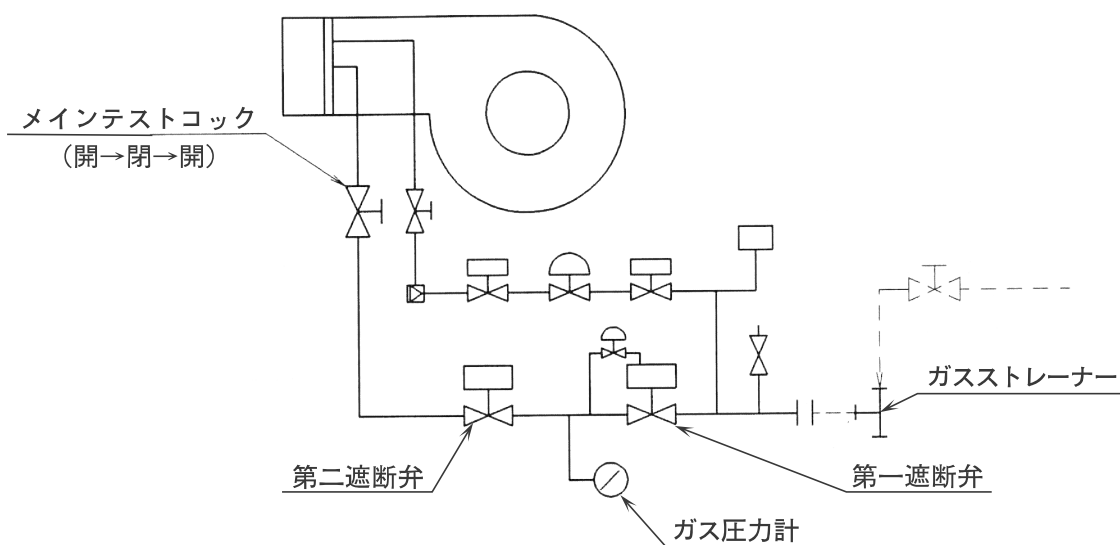 メインテストコック
（開→閉→開）
ガスストレーナー
第二遮断弁
第一遮断弁
ガス圧力計